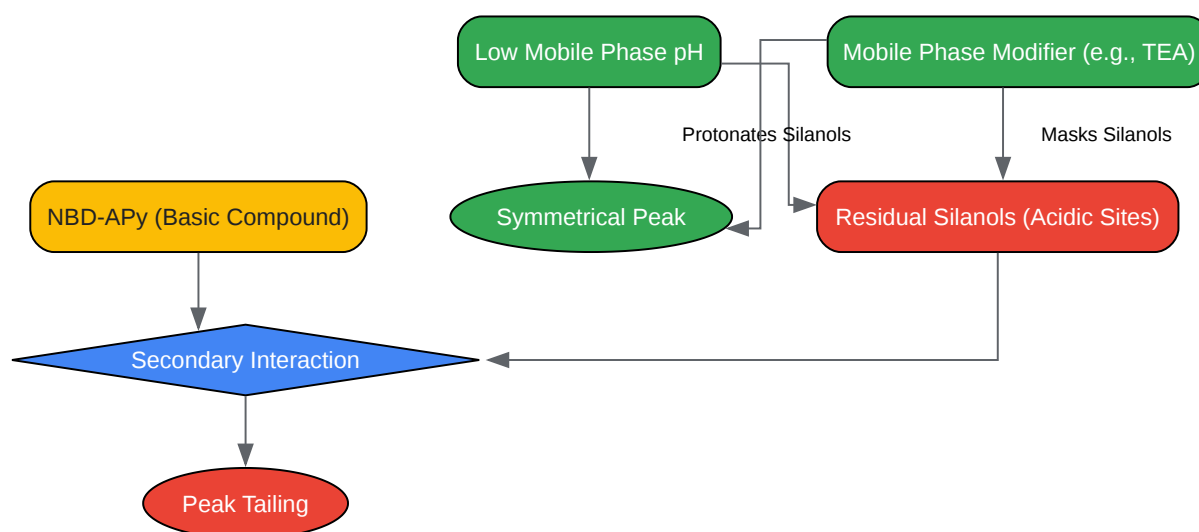 Low Mobile Phase pH
Mobile Phase Modifier (e.g., TEA)
Protonates Silanols
Masks Silanols
NBD-APy (Basic Compound)
Symmetrical Peak
Residual Silanols (Acidic Sites)
Secondary Interaction
Peak Tailing